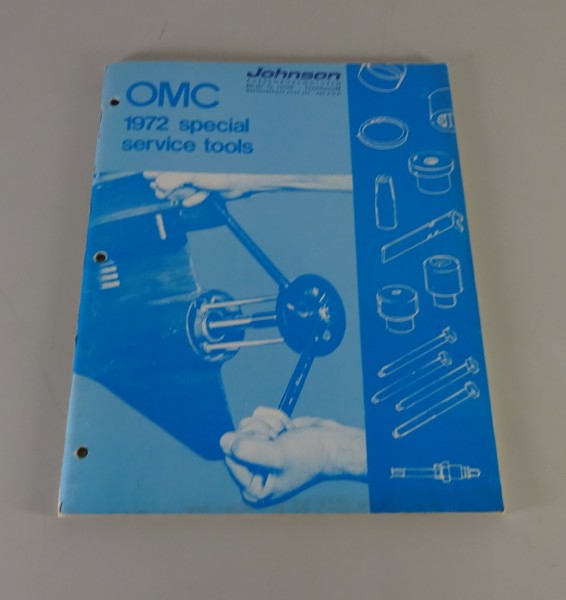 OMC
Johnson
1972 special
service tools